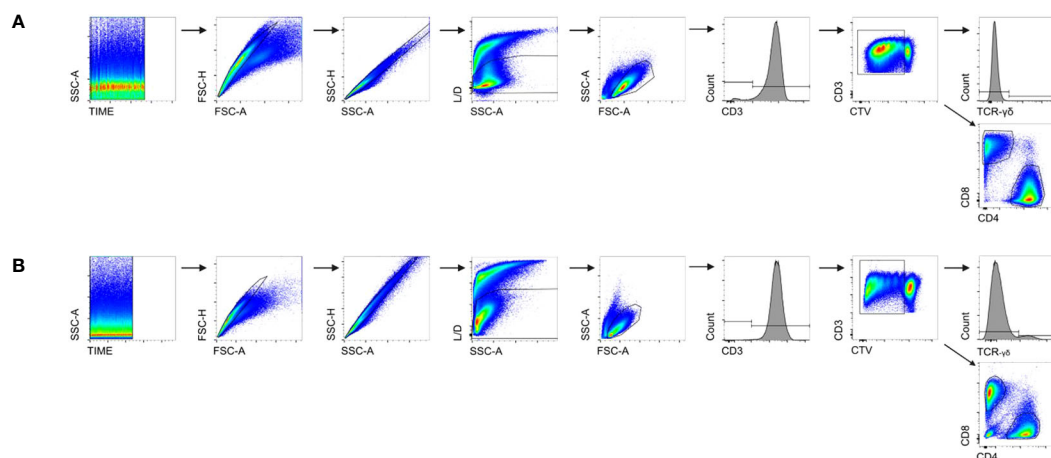 A
SSC-A
TIME
FSC-H
FSC-A
SSC-H
SSC-A
L/D
SSC-A
SSC-A
FSC-A
Count
CD3
CD3
CTV
Count
TCR-γδ
CD8
CD4
B
SSC-A
TIME
FSC-H
FSC-A
SSC-H
SSC-A
L/D
SSC-A
SSC-A
FSC-A
Count
CD3
CD3
CTV
Count
TCR-γδ
CD8
CD4